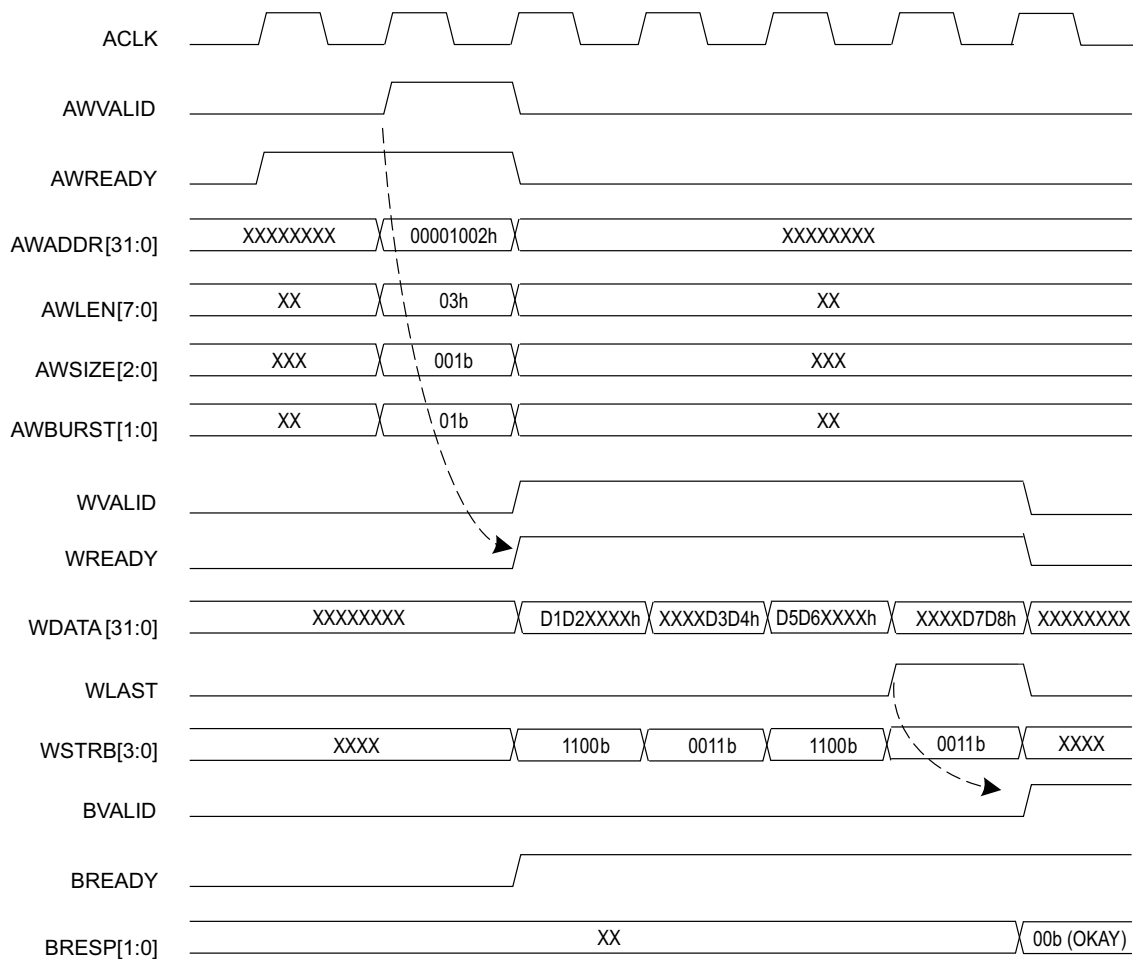 ACLK
AWVALID
AWREADY
AWADDR[31:0] XXXXXXXX 00001002h XXXXXXXX
AWLEN[7:0] XX 03h XX
AWSIZE[2:0] XXX 001b XXX
AWBURST[1:0] XX 01b XX
WVALID
WREADY
WDATA[31:0] XXXXXXXX D1D2XXXXh XXXXD3D4h D5D6XXXXh XXXXD7D8h XXXXXXXX
WLAST
WSTRB[3:0] XXXX 1100b 0011b 1100b 0011b XXXX
BVALID
BREADY
BRESP[1:0] XX 00b (OKAY)